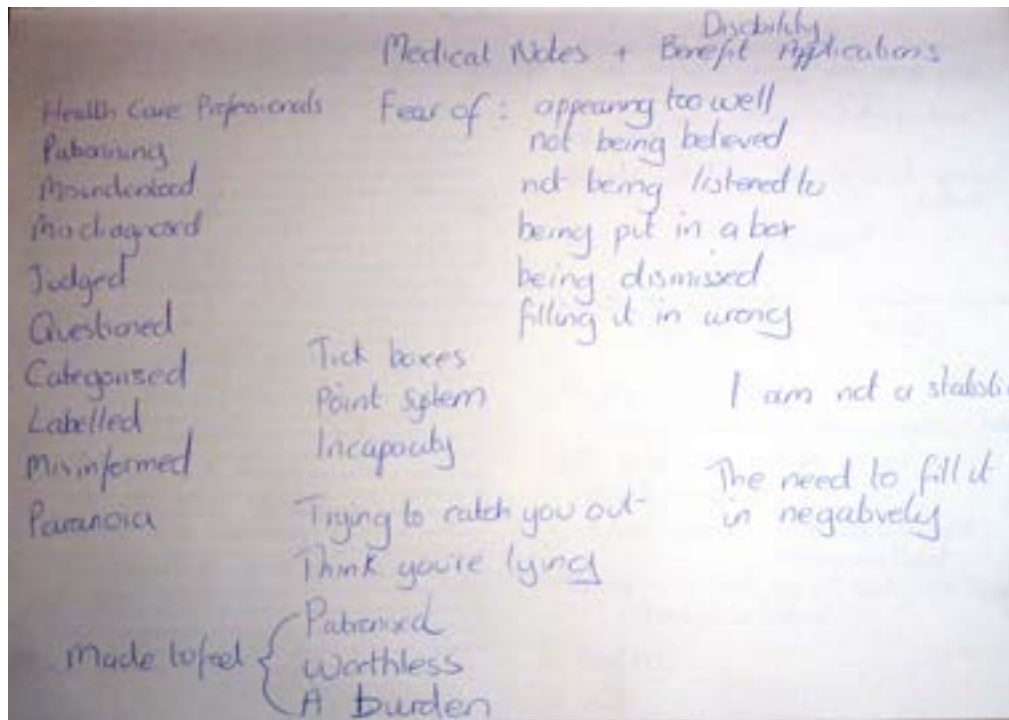 Disability
Medical Notes + Benefit Applications
Health Care Professionals
Patronising
Misunderstood
Misdiagnosed
Judged
Questioned
Categorised
Labelled
Misinformed
Paranoia
Fear of : appearing too well
not being believed
not being listened to
being put in a box
being dismissed
filling it in wrong
Tick boxes
Point System
Incapacity
Trying to catch you out
Think you're lying
I am not a statistic
The need to fill it
in negatively
Made to feel
Patronised
Worthless
A burden